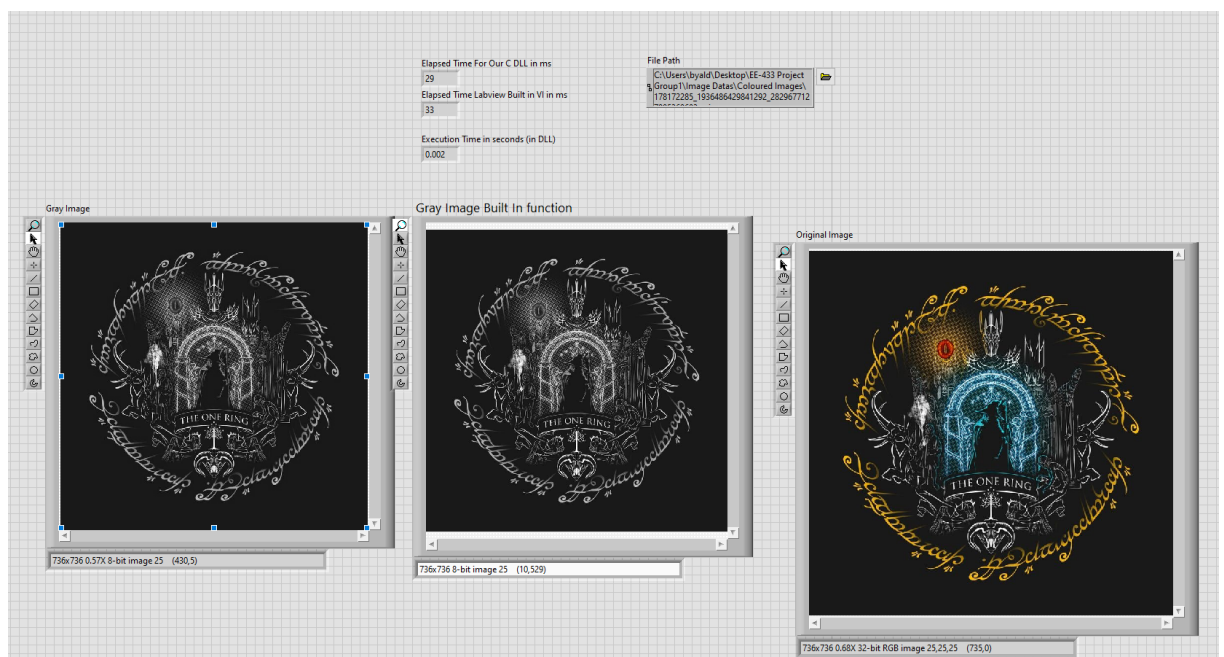 Elapsed Time For Our C DLL in ms
29
Elapsed Time Labview Built in VI in ms
33
Execution Time in seconds (in DLL)
0.002
File Path
C:\Users\byald\Desktop\EE-433 Project
Group1\Image Datas\Coloured Images\
178172285_1936486429841292_282967712
Gray Image
THE ONE RING
736x736 0.57X 8-bit image 25 (430,5)
Gray Image Built In function
THE ONE RING
736x736 8-bit image 25 (10,529)
Original Image
THE ONE RING
736x736 0.68X 32-bit RGB image 25,25,25 (735,0)